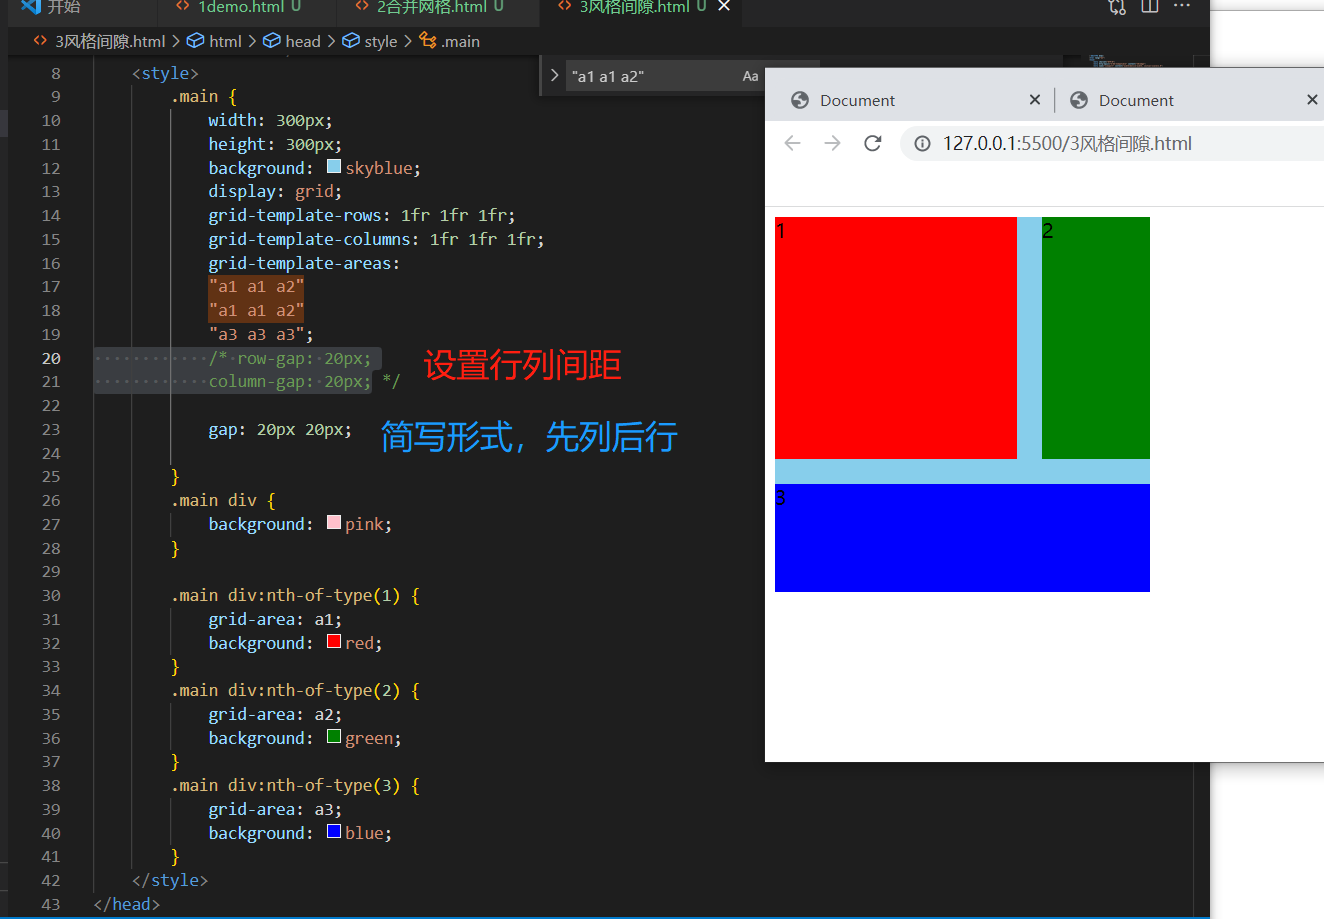 开始
1demo.html U
2合并网格.html U
3风格间隙.html U
3风格间隙.html > html > head > style > .main
"a1 a1 a2"
Aa
8 <style>
9 .main {
10 width: 300px;
11 height: 300px;
12 background: skyblue;
13 display: grid;
14 grid-template-rows: 1fr 1fr 1fr;
15 grid-template-columns: 1fr 1fr 1fr;
16 grid-template-areas:
17 "a1 a1 a2"
18 "a1 a1 a2"
19 "a3 a3 a3";
20 /* row-gap: 20px;
21 column-gap: 20px; */
设置行列间距
22
23 gap: 20px 20px;
简写形式，先列后行
24
25 }
26 .main div {
27 background: pink;
28 }
29
30 .main div:nth-of-type(1) {
31 grid-area: a1;
32 background: red;
33 }
34 .main div:nth-of-type(2) {
35 grid-area: a2;
36 background: green;
37 }
38 .main div:nth-of-type(3) {
39 grid-area: a3;
40 background: blue;
41 }
42 </style>
43 </head>
Document
Document
127.0.0.1:5500/3风格间隙.html
1
2
3